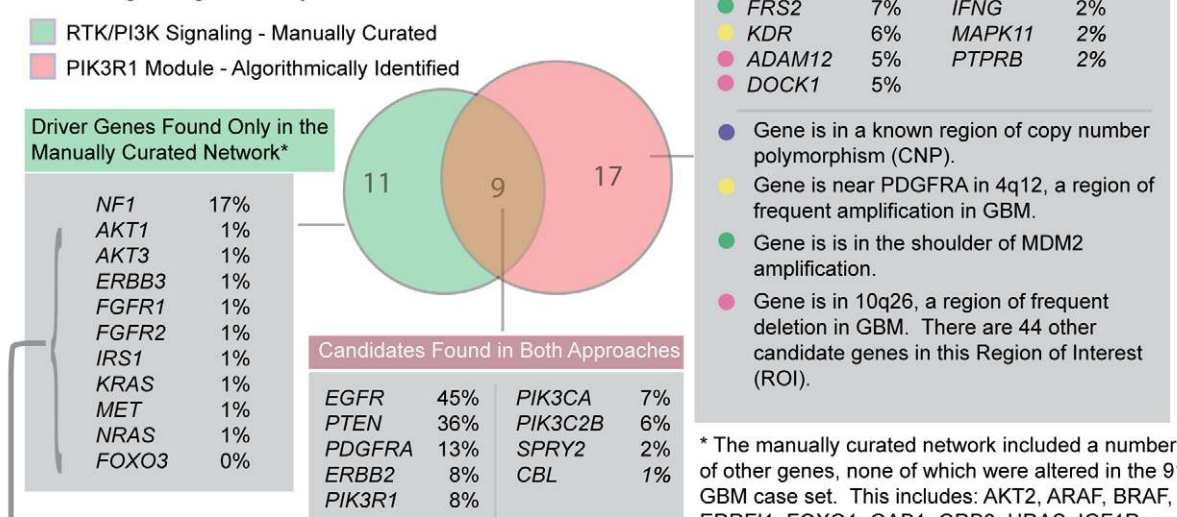 RTK/PI3K Signaling - Manually Curated
PIK3R1 Module - Algorithmically Identified
Driver Genes Found Only in the
Manually Curated Network*
NF1 17%
AKT1 1%
AKT3 1%
ERBB3 1%
FGFR1 1%
FGFR2 1%
IRS1 1%
KRAS 1%
MET 1%
NRAS 1%
FOXO3 0%
11
9
17
Candidates Found in Both Approaches
EGFR 45% PIK3CA 7%
PTEN 36% PIK3C2B 6%
PDGFRA 13% SPRY2 2%
ERBB2 8% CBL 1%
PIK3R1 8%
FRS2 7% IFNG 2%
KDR 6% MAPK11 2%
ADAM12 5% PTPRB 2%
DOCK1 5%
Gene is in a known region of copy number
polymorphism (CNP).
Gene is near PDGFRA in 4q12, a region of
frequent amplification in GBM.
Gene is is in the shoulder of MDM2
amplification.
Gene is in 10q26, a region of frequent
deletion in GBM. There are 44 other
candidate genes in this Region of Interest
(ROI).
* The manually curated network included a number
of other genes, none of which were altered in the 9
GBM case set. This includes: AKT2, ARAF, BRAF,